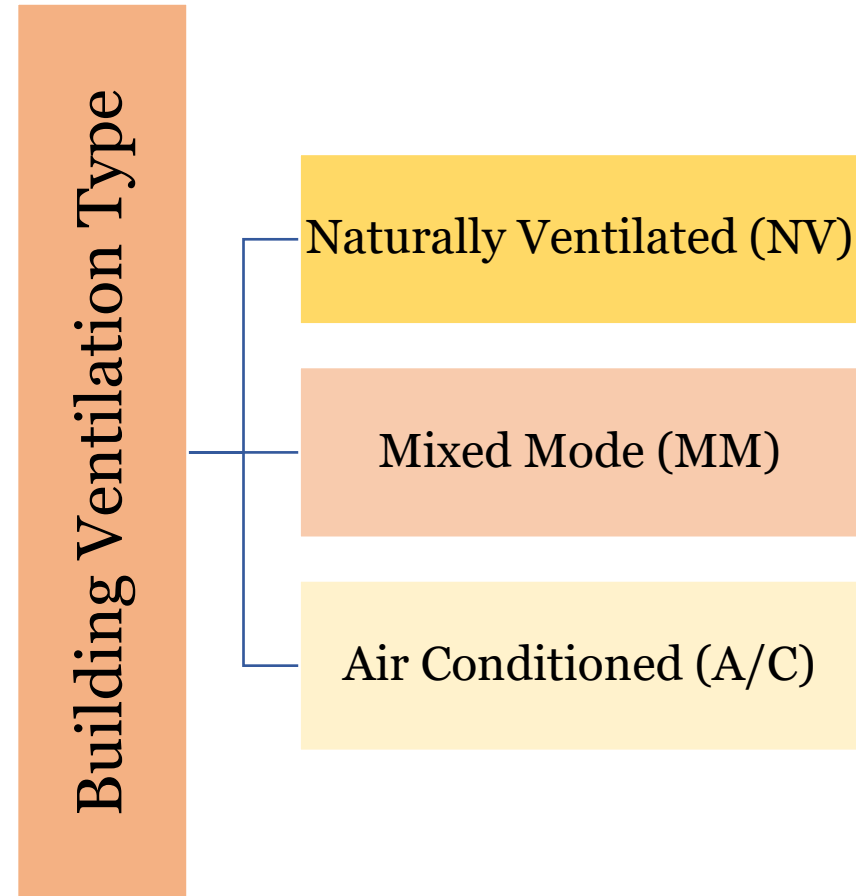 Building Ventilation Type
Naturally Ventilated (NV)
Mixed Mode (MM)
Air Conditioned (A/C)